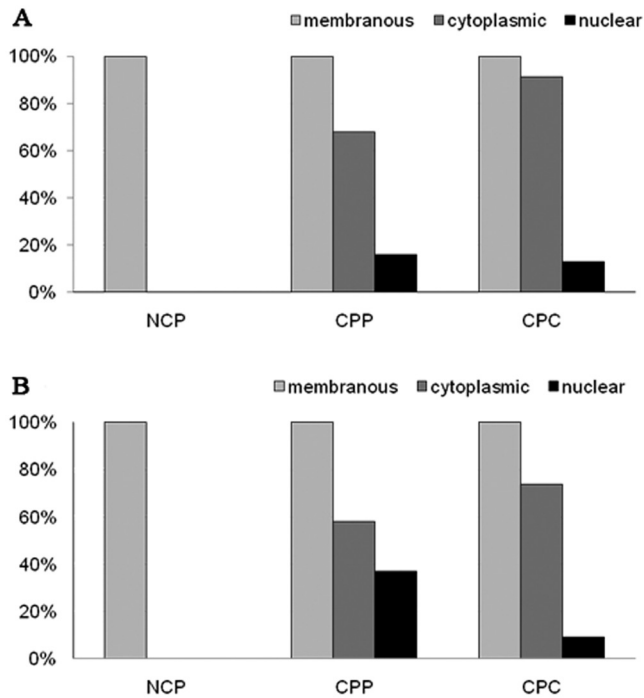 A
membranous cytoplasmic nuclear
100%
80%
60%
40%
20%
0%
NCP CPP CPC
B
membranous cytoplasmic nuclear
100%
80%
60%
40%
20%
0%
NCP CPP CPC